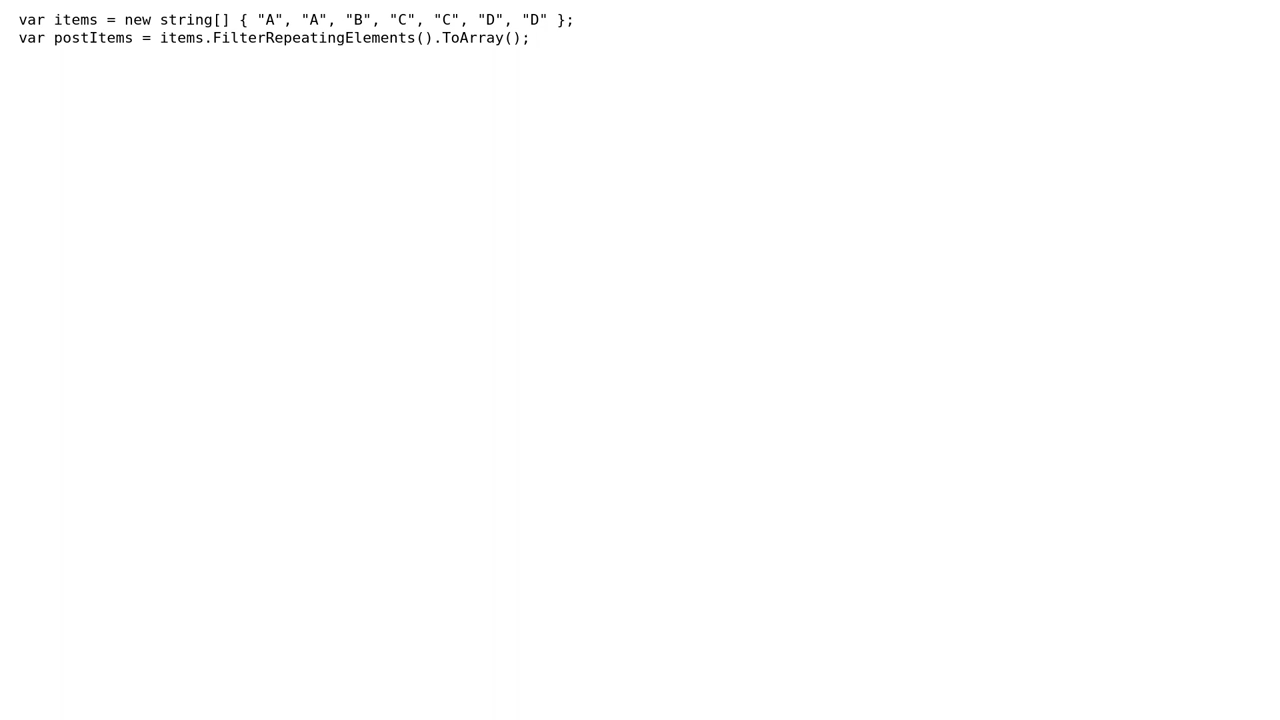 var items = new string[] { "A", "A", "B", "C", "C", "D", "D" };
var postItems = items.FilterRepeatingElements().ToArray();